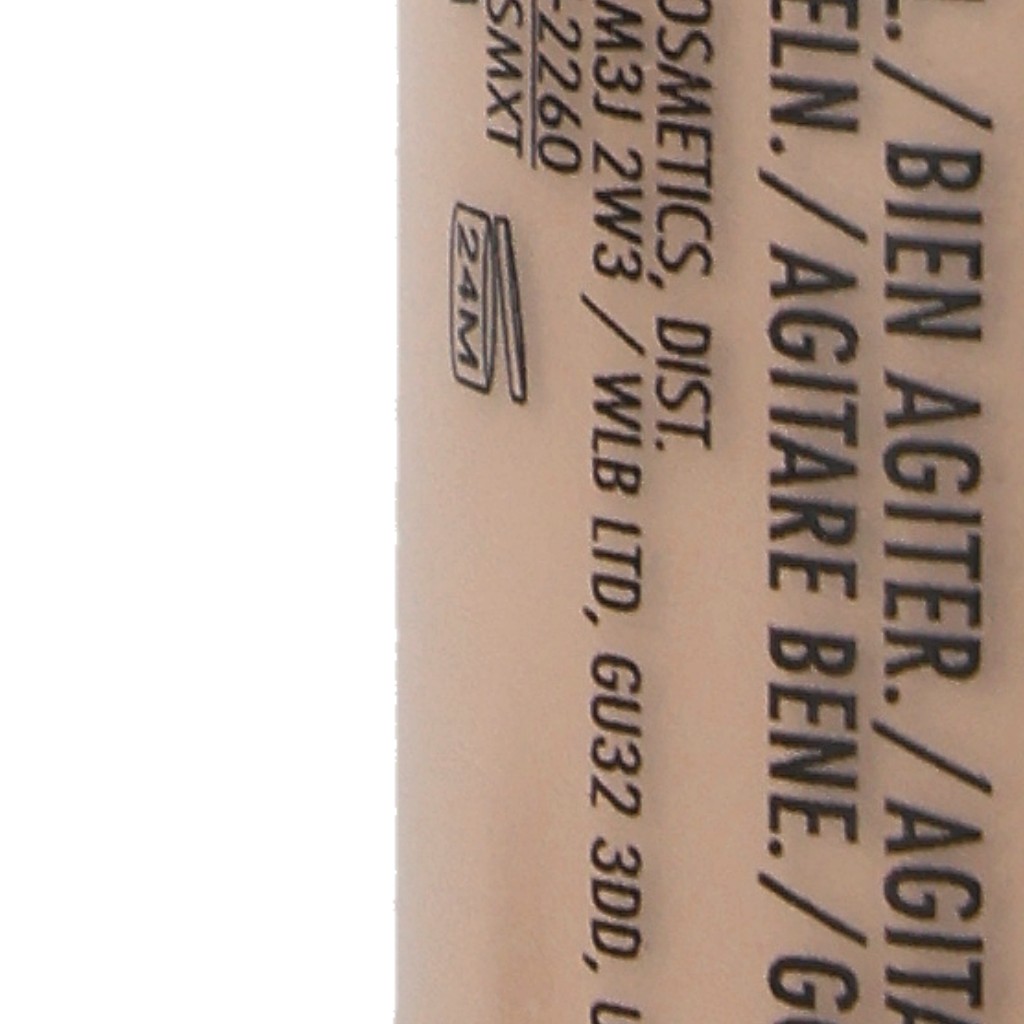 . / BIEN AGITER. / AGITA
ELN. / AGITARE BENE. / G
OSMETICS, DIST.
M3J 2W3 / WLB LTD, GU32 3DD, U
-2260
SMXT
24M